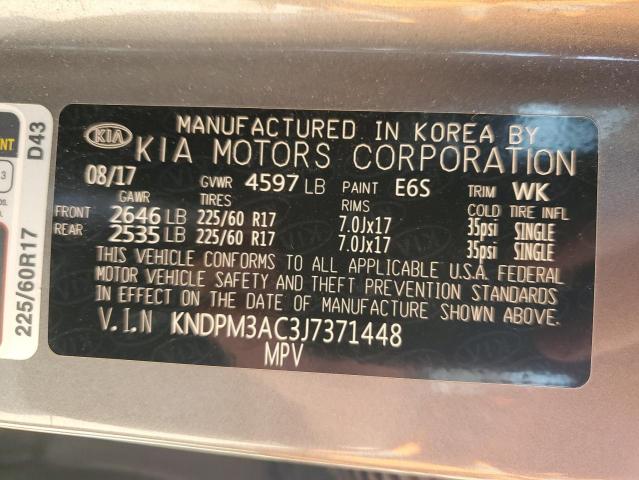 KIA
MANUFACTURED IN KOREA BY
KIA MOTORS CORPORATION
08/17 GVWR 4597 LB PAINT E6S TRIM WK
GAWR TIRES RIMS COLD TIRE INFL
FRONT 2646 LB 225/60 R17 7.0Jx17 35psi SINGLE
REAR 2535 LB 225/60 R17 7.0Jx17 35psi SINGLE
THIS VEHICLE CONFORMS TO ALL APPLICABLE U.S.A. FEDERAL
MOTOR VEHICLE SAFETY AND THEFT PREVENTION STANDARDS
IN EFFECT ON THE DATE OF MANUFACTURE SHOWN ABOVE.
V.I.N KNDPM3AC3J7371448
MPV
D43
225/60R17
3